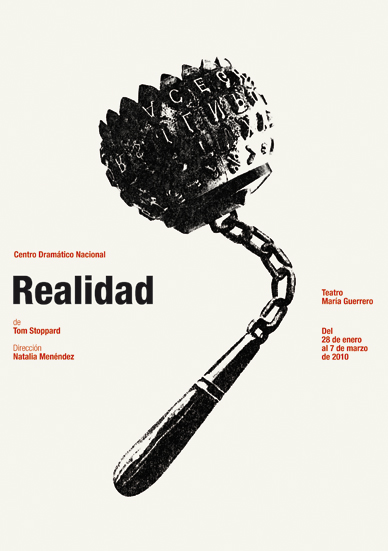 Centro Dramático Nacional
Realidad
de
Tom Stoppard
Dirección
Natalia Menéndez
Teatro
María Guerrero
Del
28 de enero
al 7 de marzo
de 2010